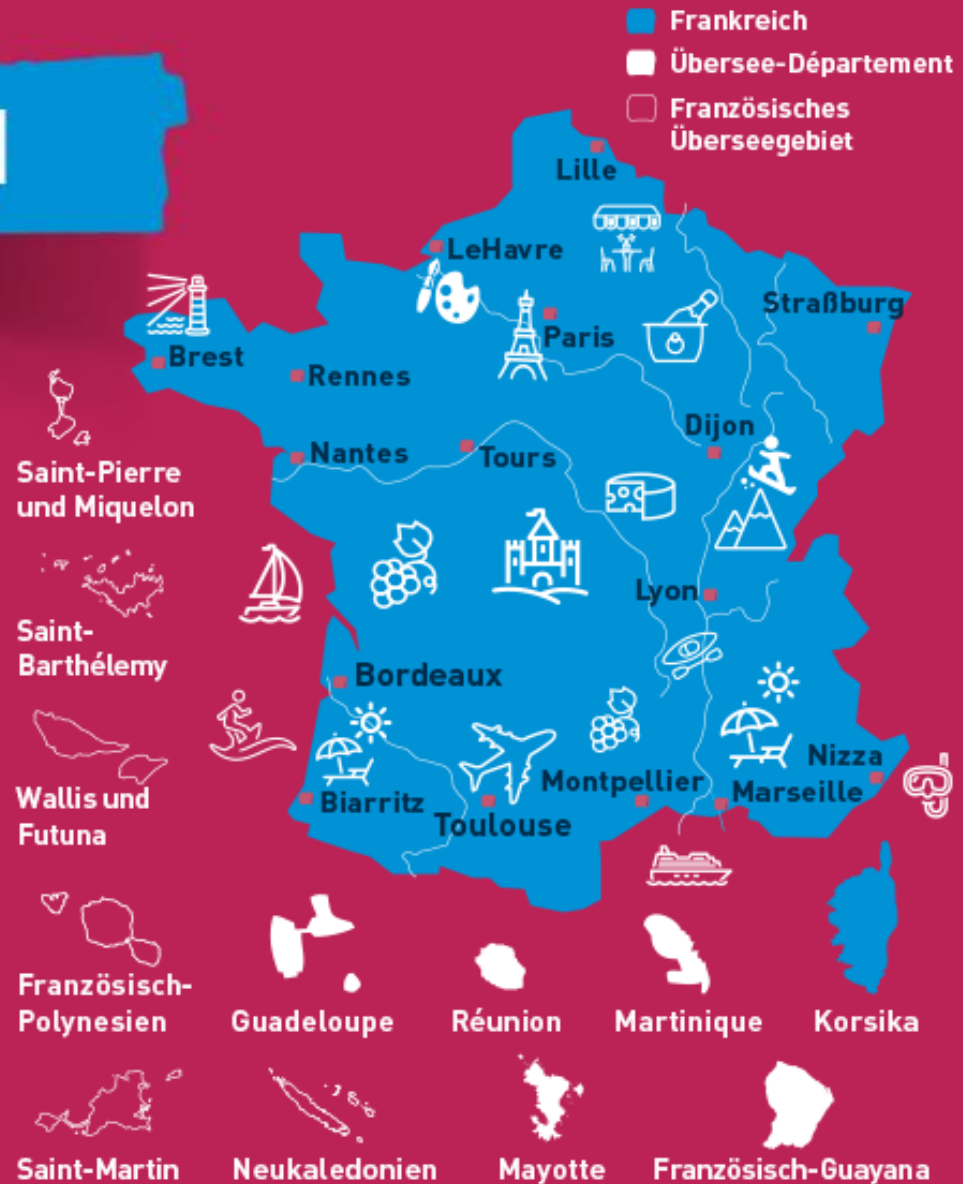 Frankreich
Übersee-Département
Französisches
Überseegebiet
Lille
LeHavre
Straßburg
Paris
Brest
Rennes
Dijon
Nantes
Tours
Saint-Pierre
und Miquelon
Lyon
Saint-
Barthélemy
Bordeaux
Nizza
Montpellier
Marseille
Wallis und
Futuna
Biarritz
Toulouse
Französisch-
Polynesien
Guadeloupe
Réunion
Martinique
Korsika
Saint-Martin
Neukaledonien
Mayotte
Französisch-Guayana